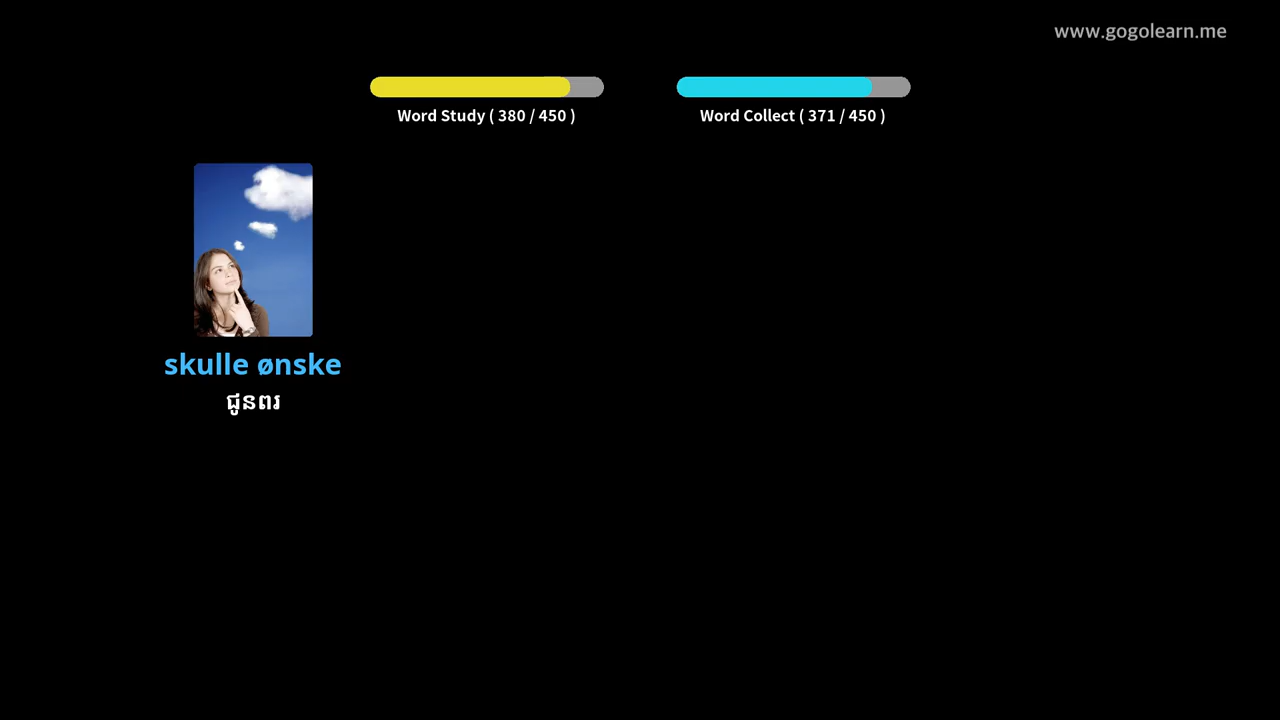 www.gogolearn.me
Word Study ( 380 / 450 )
Word Collect ( 371 / 450 )
skulle ønske
ជូនពរ